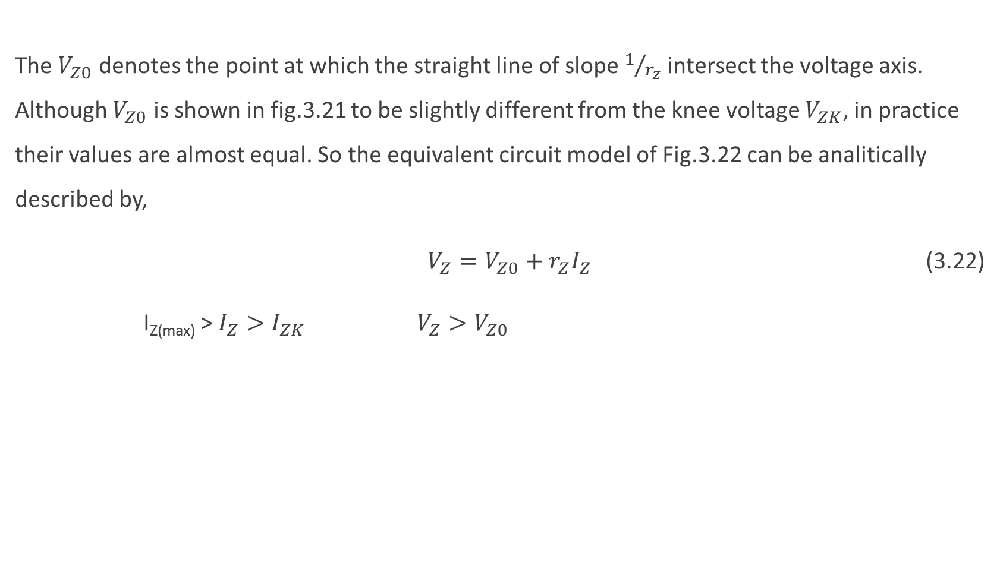 The V_{Z0} denotes the point at which the straight line of slope 1/r_z intersect the voltage axis.
Although V_{Z0} is shown in fig.3.21 to be slightly different from the knee voltage V_{ZK}, in practice
their values are almost equal. So the equivalent circuit model of Fig.3.22 can be analitically
described by,
V_Z = V_{Z0} + r_Z I_Z (3.22)
I_{Z(max)} > I_Z > I_{ZK} V_Z > V_{Z0}